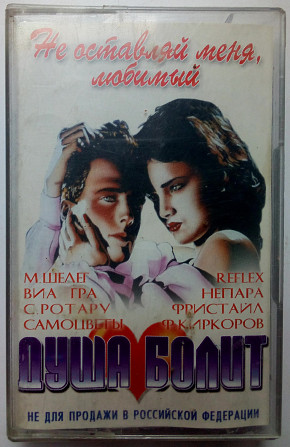 Не оставляй меня,
любимый
М.ШЕЛЕГ REFLEX
ВИА ГРА НЕПАРА
С.РОТАРУ ФРИСТАЙЛ
САМОЦВЕТЫ Ф.КИРКОРОВ
ДУША БОЛИТ
НЕ ДЛЯ ПРОДАЖИ В РОССИЙСКОЙ ФЕДЕРАЦИИ